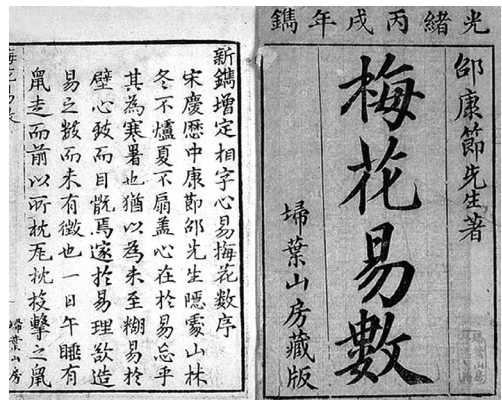 光緒丙戌年鐫
邵康節先生著
梅花易數
埽葉山房藏版
新鐫增定相字心易梅花數序
宋慶歷中康節邵先生隱處山林
冬不爐夏不扇蓋心在於易忘乎
其為寒暑也猶以為未至糊易於
壁心致而目翫焉邃於易理欲造
易之數而未有徵也一日午睡有
鼠走而前以所枕瓦枕投擊之鼠
埽葉山房